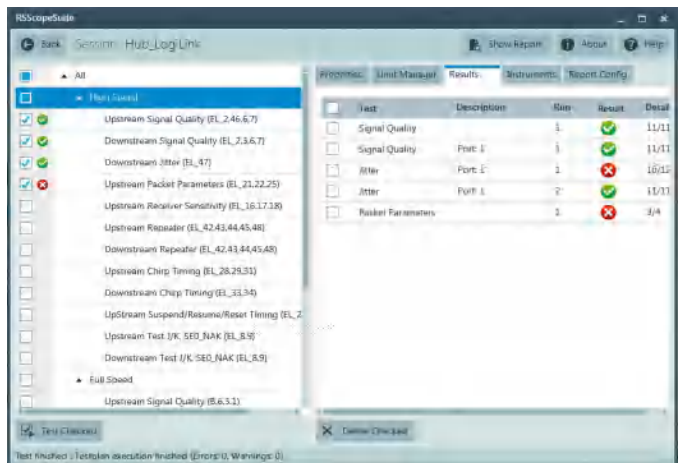 RSScopeSuite
Back Session: Hub_LogiLink Show Report About Help
All
High Speed
Upstream Signal Quality (EL_2,46,6,7)
Downstream Signal Quality (EL_2,3,6,7)
Downstream Jitter (EL_47)
Upstream Packet Parameters (EL_21,22,25)
Upstream Receiver Sensitivity (EL_16,17,18)
Upstream Repeater (EL_42,43,44,45,48)
Downstream Repeater (EL_42,43,44,45,48)
Upstream Chirp Timing (EL_28,29,31)
Downstream Chirp Timing (EL_33,34)
UpStream Suspend/Resume/Reset Timing (EL_2
Upstream Test J/K, SE0_NAK (EL_8,9)
Downstream Test J/K, SE0_NAK (EL_8,9)
Full Speed
Upstream Signal Quality (8.6.3.1)
Properties Limit Manager Results Instruments Report Config
Test Description Run Result Detail
Signal Quality 1 11/11
Signal Quality Port: 1 1 11/11
Jitter Port: 1 1 10/12
Jitter Port: 1 2 11/11
Packet Parameters 1 3/4
Test Checked Delete Checked
Test finished : Testplan execution finished (Errors: 0, Warnings: 0)